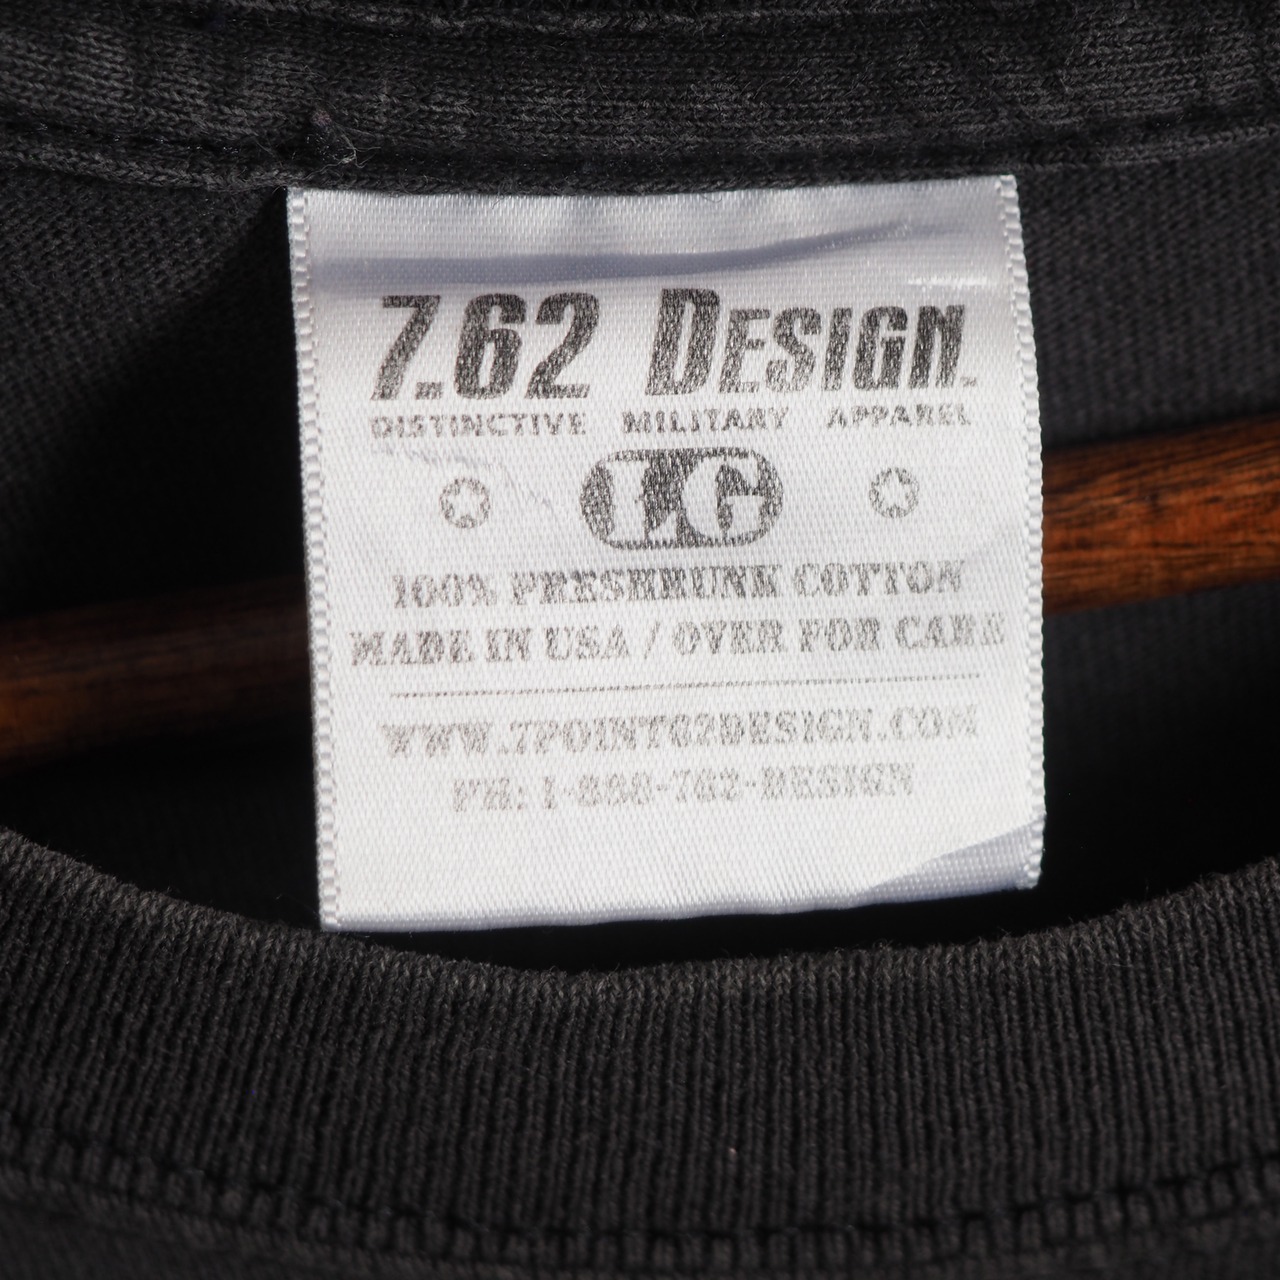 7.62 DESIGN
DISTINCTIVE MILITARY APPAREL
LG
100% PRESHRUNK COTTON
MADE IN USA / OVER FOR CARE
WWW.7POINT62DESIGN.COM
PH: 1-888-762-DESIGN